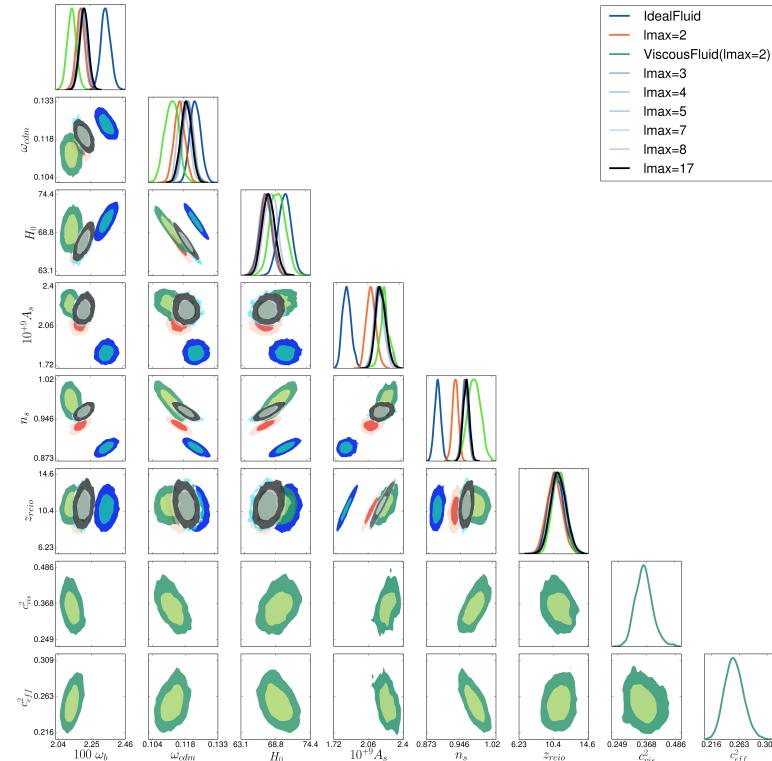 IdealFluid
lmax=2
ViscousFluid(lmax=2)
lmax=3
lmax=4
lmax=5
lmax=7
lmax=8
lmax=17
0.133
0.118
0.104
ω_cdm
74.4
68.8
63.1
H_0
2.4
2.06
1.72
10^{+9}A_s
1.02
0.946
0.873
n_s
14.6
10.4
6.23
z_reio
0.486
0.368
0.249
c^2_vis
0.309
0.263
0.216
c^2_eff
2.04 2.25 2.46 0.104 0.118 0.133 63.1 68.8 74.4 1.72 2.06 2.4 0.873 0.946 1.02 6.23 10.4 14.6 0.249 0.368 0.486 0.216 0.263 0.30
100 ω_b ω_cdm H_0 10^{+9}A_s n_s z_reio c^2_vis c^2_eff